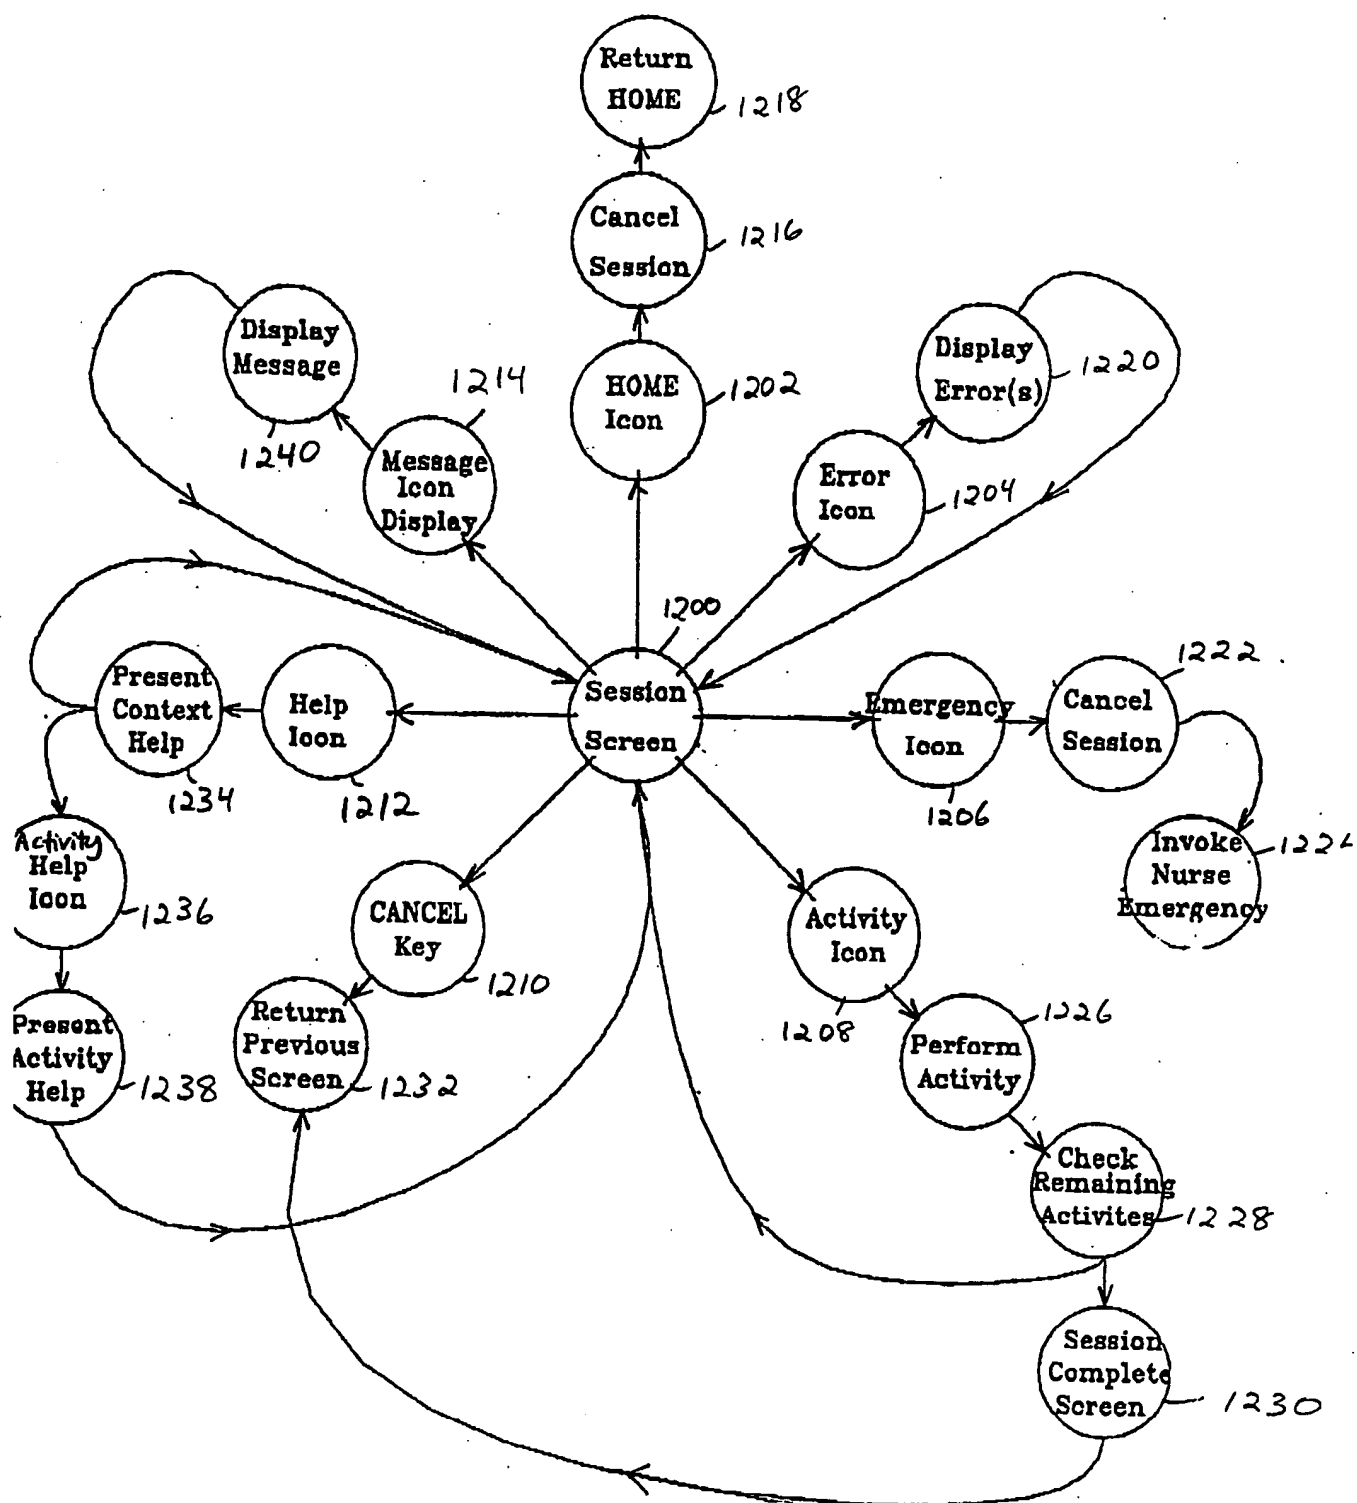 Return
HOME
1218
Cancel
Session
1216
HOME
Icon
1202
Display
Message
1240
1214
Message
Icon
Display
Display
Error(s)
1220
Error
Icon
1204
1200
Session
Screen
Present
Context
Help
1234
Help
Icon
1212
Emergency
Icon
1206
1222
Cancel
Session
Invoke
Nurse
Emergency
Activity
Help
Icon
1236
CANCEL
Key
1210
Activity
Icon
1208
Present
Activity
Help
1238
Return
Previous
Screen
1232
1226
Perform
Activity
Check
Remaining
Activites
1228
Session
Complete
Screen
1230